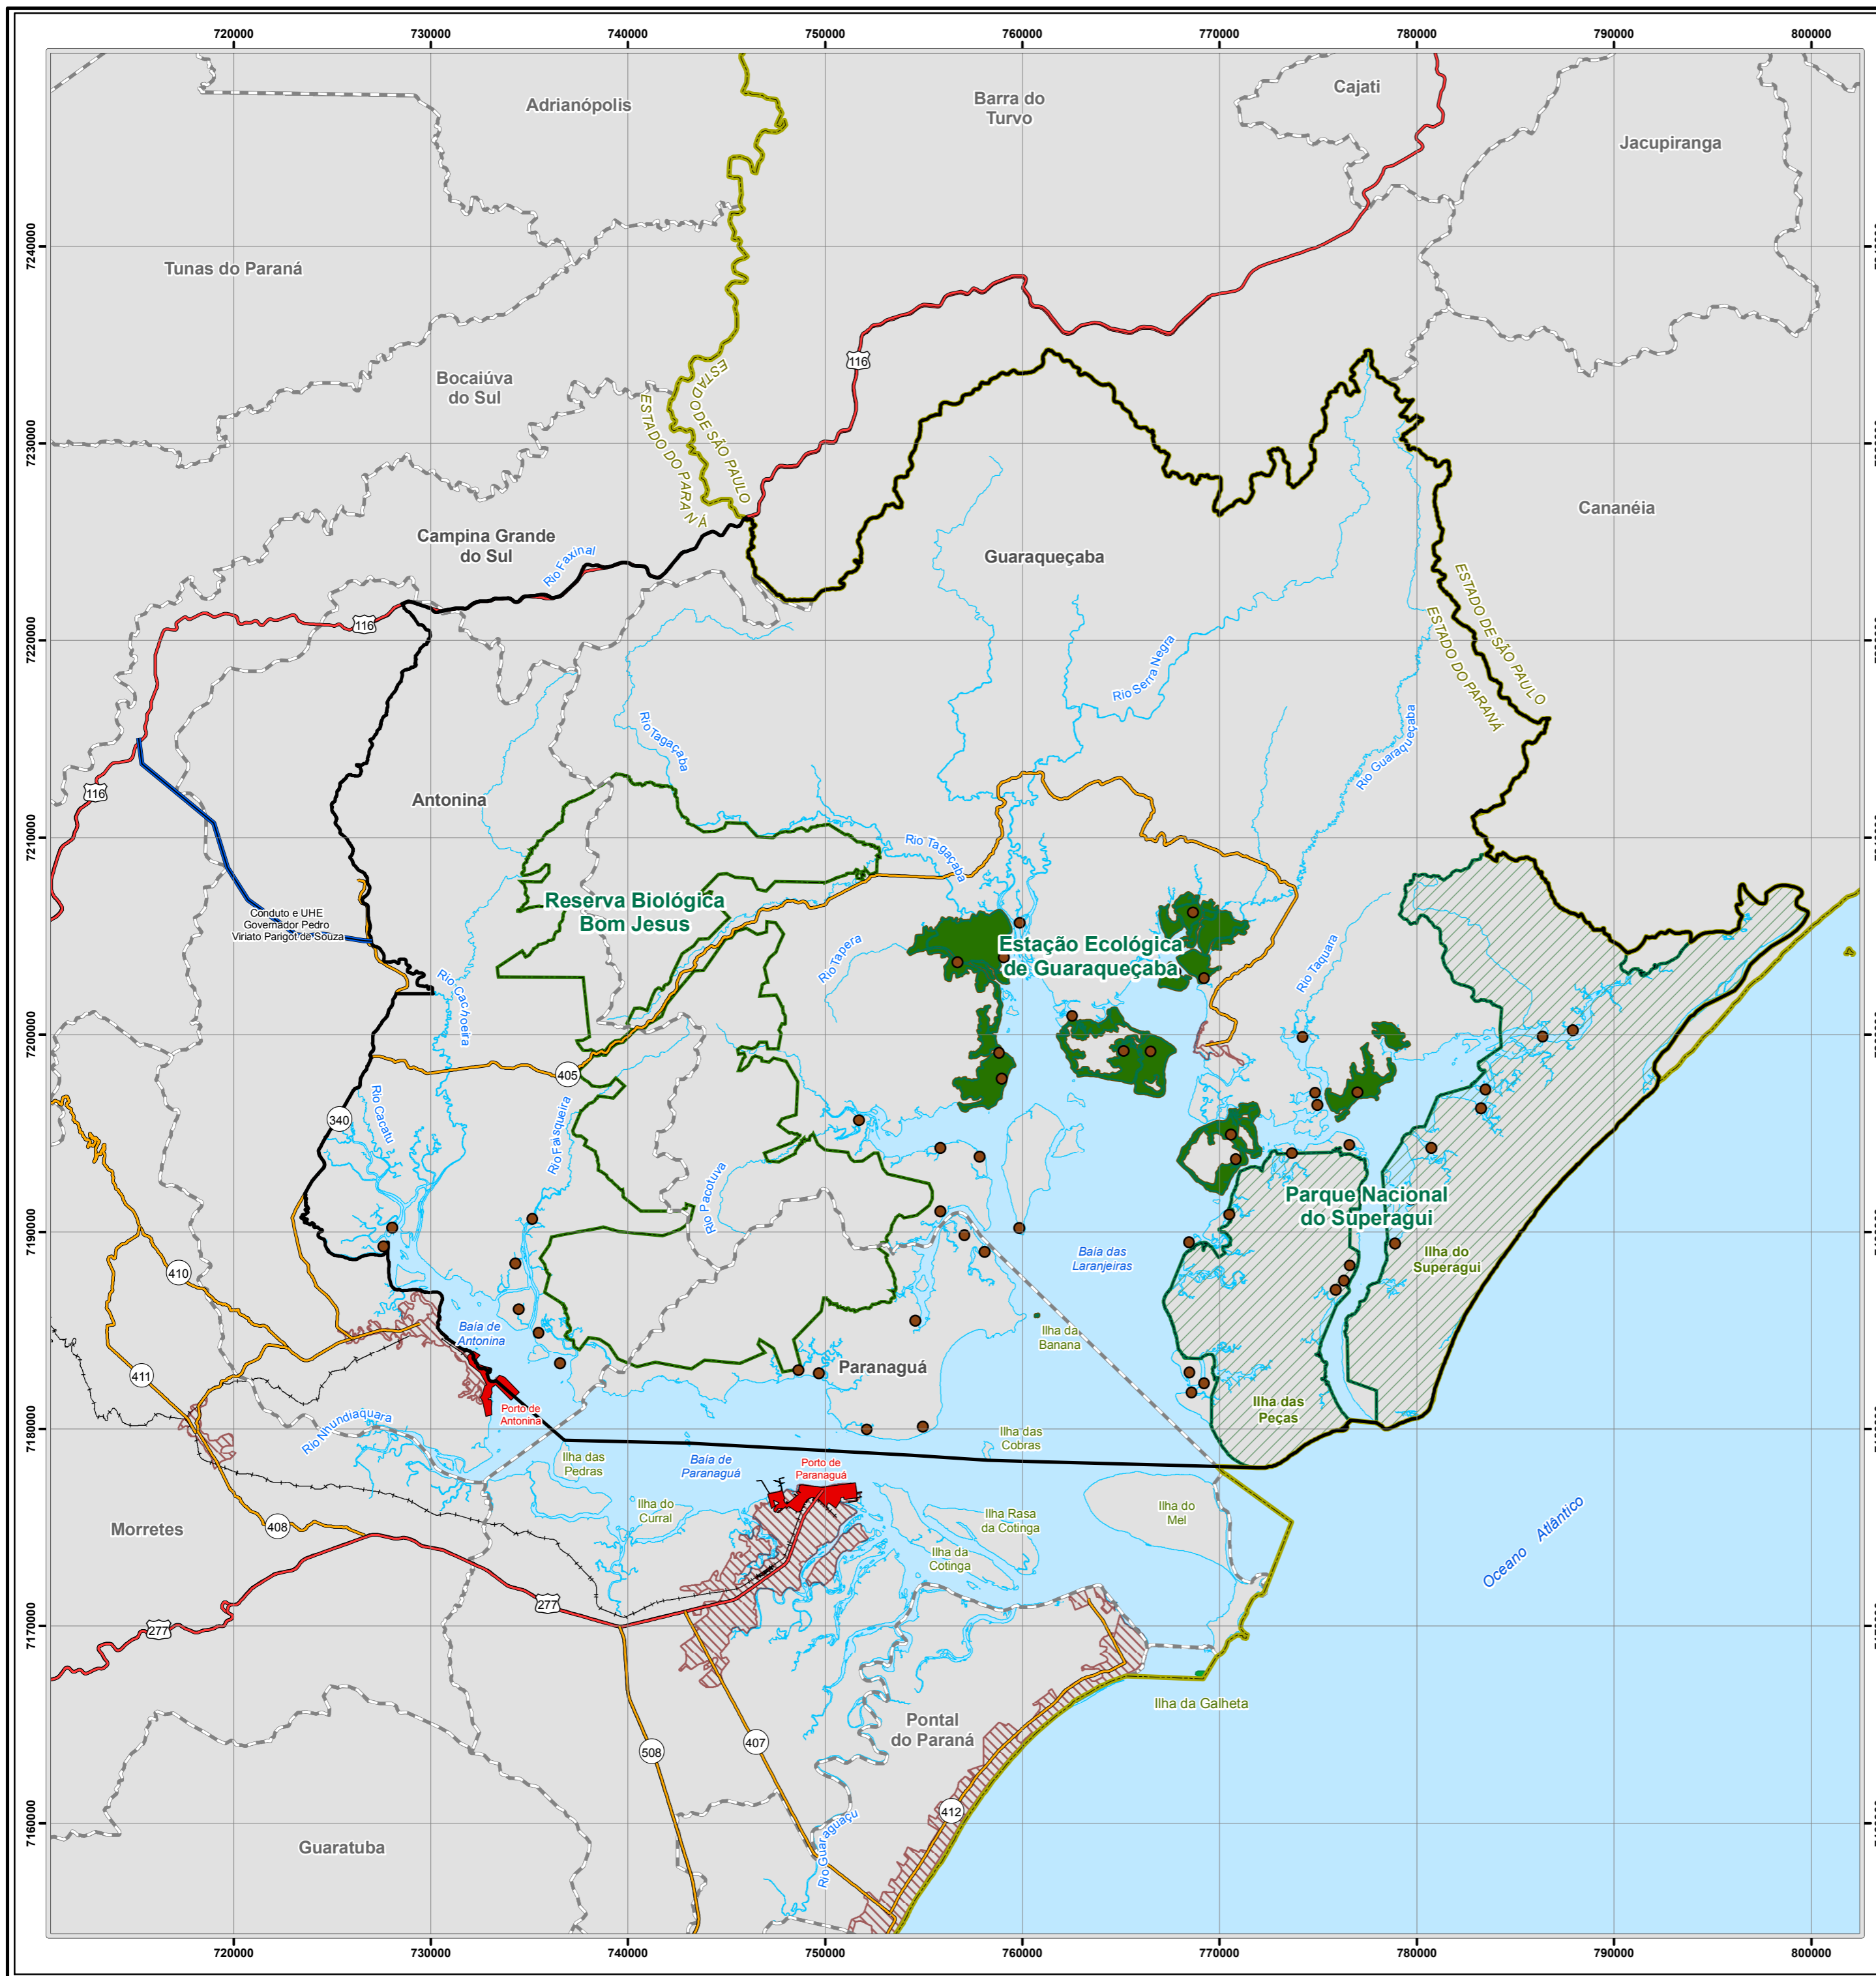 720000
730000
740000
750000
760000
770000
780000
790000
800000
Adrianópolis
Barra do
Turvo
Cajati
Jacupiranga
7240000
Tunas do Paraná
Bocaiúva
do Sul
116
ESTADO DE SÃO PAULO
ESTADO DO PARANÁ
7230000
Campina Grande
do Sul
Rio Faxinal
Guaraqueçaba
Cananéia
116
7220000
ESTADO DE SÃO PAULO
ESTADO DO PARANÁ
Rio Serra Negra
Rio Tagaçaba
Rio Guaraqueçaba
116
Antonina
7210000
Rio Tagaçaba
Reserva Biológica
Bom Jesus
Conduto e UHE
Governador Pedro
Viriato Parigot de Souza
Estação Ecológica
de Guaraqueçaba
Rio Tapera
Rio Taquara
Rio Cachoeira
7200000
405
340
Rio Cacatu
Rio Faisqueira
Rio Pacotuva
Parque Nacional
do Superagui
7190000
Baía das
Laranjeiras
Ilha do
Superagui
410
Baía de
Antonina
Ilha da
Banana
Paranaguá
411
Porto de
Antonina
Ilha das
Peças
7180000
Rio Nhundiaquara
Ilha das
Pedras
Baía de
Paranaguá
Porto de
Paranaguá
Ilha das
Cobras
Ilha do
Curral
Ilha Rasa
da Cotinga
Ilha do
Mel
Morretes
408
Ilha da
Cotinga
Oceano Atlântico
277
277
7170000
Ilha da Galheta
Pontal
do Paraná
508
407
412
7160000
Rio Guaraguaçu
Guaratuba
720000
730000
740000
750000
760000
770000
780000
790000
800000